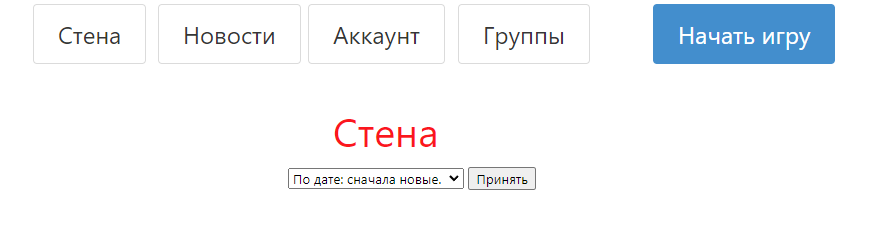 Стена Новости Аккаунт Группы Начать игру
Стена
По дате: сначала новые. Принять